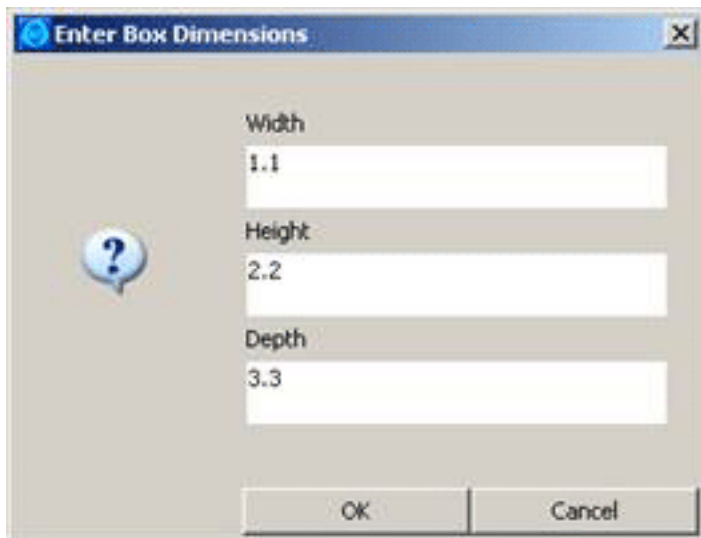 Enter Box Dimensions
Width
1.1
Height
2.2
Depth
3.3
OK Cancel